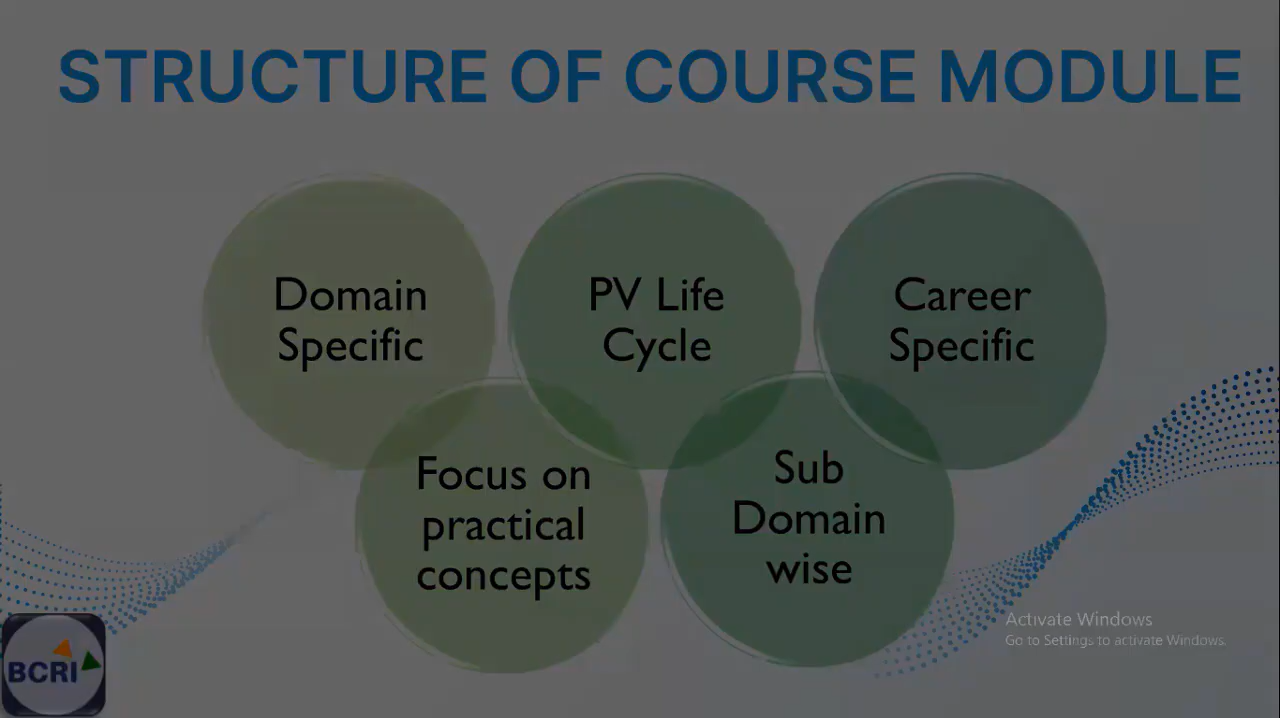 STRUCTURE OF COURSE MODULE
Domain
Specific
PV Life
Cycle
Career
Specific
Focus on
practical
concepts
Sub
Domain
wise
Activate Windows
Go to Settings to activate Windows.
BCRI